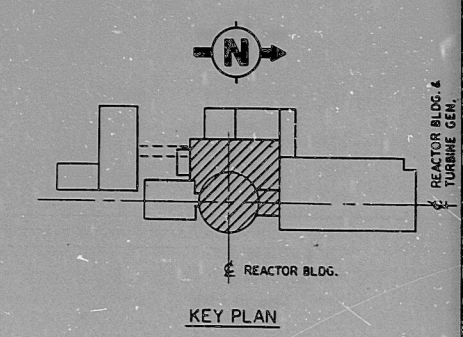 N
℄ REACTOR BLDG. &
TURBINE GEN.
℄ REACTOR BLDG.
KEY PLAN